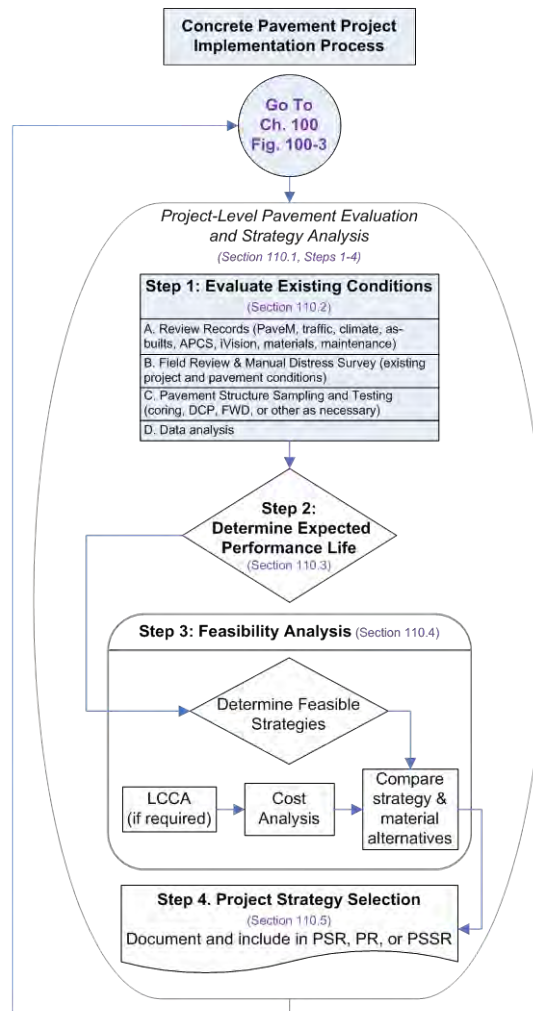 Concrete Pavement Project
Implementation Process
Go To
Ch. 100
Fig. 100-3
Project-Level Pavement Evaluation
and Strategy Analysis
(Section 110.1, Steps 1-4)
Step 1: Evaluate Existing Conditions
(Section 110.2)
A. Review Records (PaveM, traffic, climate, as-
builts, APCS, iVision, materials, maintenance)
B. Field Review & Manual Distress Survey (existing
project and pavement conditions)
C. Pavement Structure Sampling and Testing
(coring, DCP, FWD, or other as necessary)
D. Data analysis
Step 2:
Determine Expected
Performance Life
(Section 110.3)
Step 3: Feasibility Analysis (Section 110.4)
Determine Feasible
Strategies
LCCA
(if required)
Cost
Analysis
Compare
strategy &
material
alternatives
Step 4. Project Strategy Selection
(Section 110.5)
Document and include in PSR, PR, or PSSR